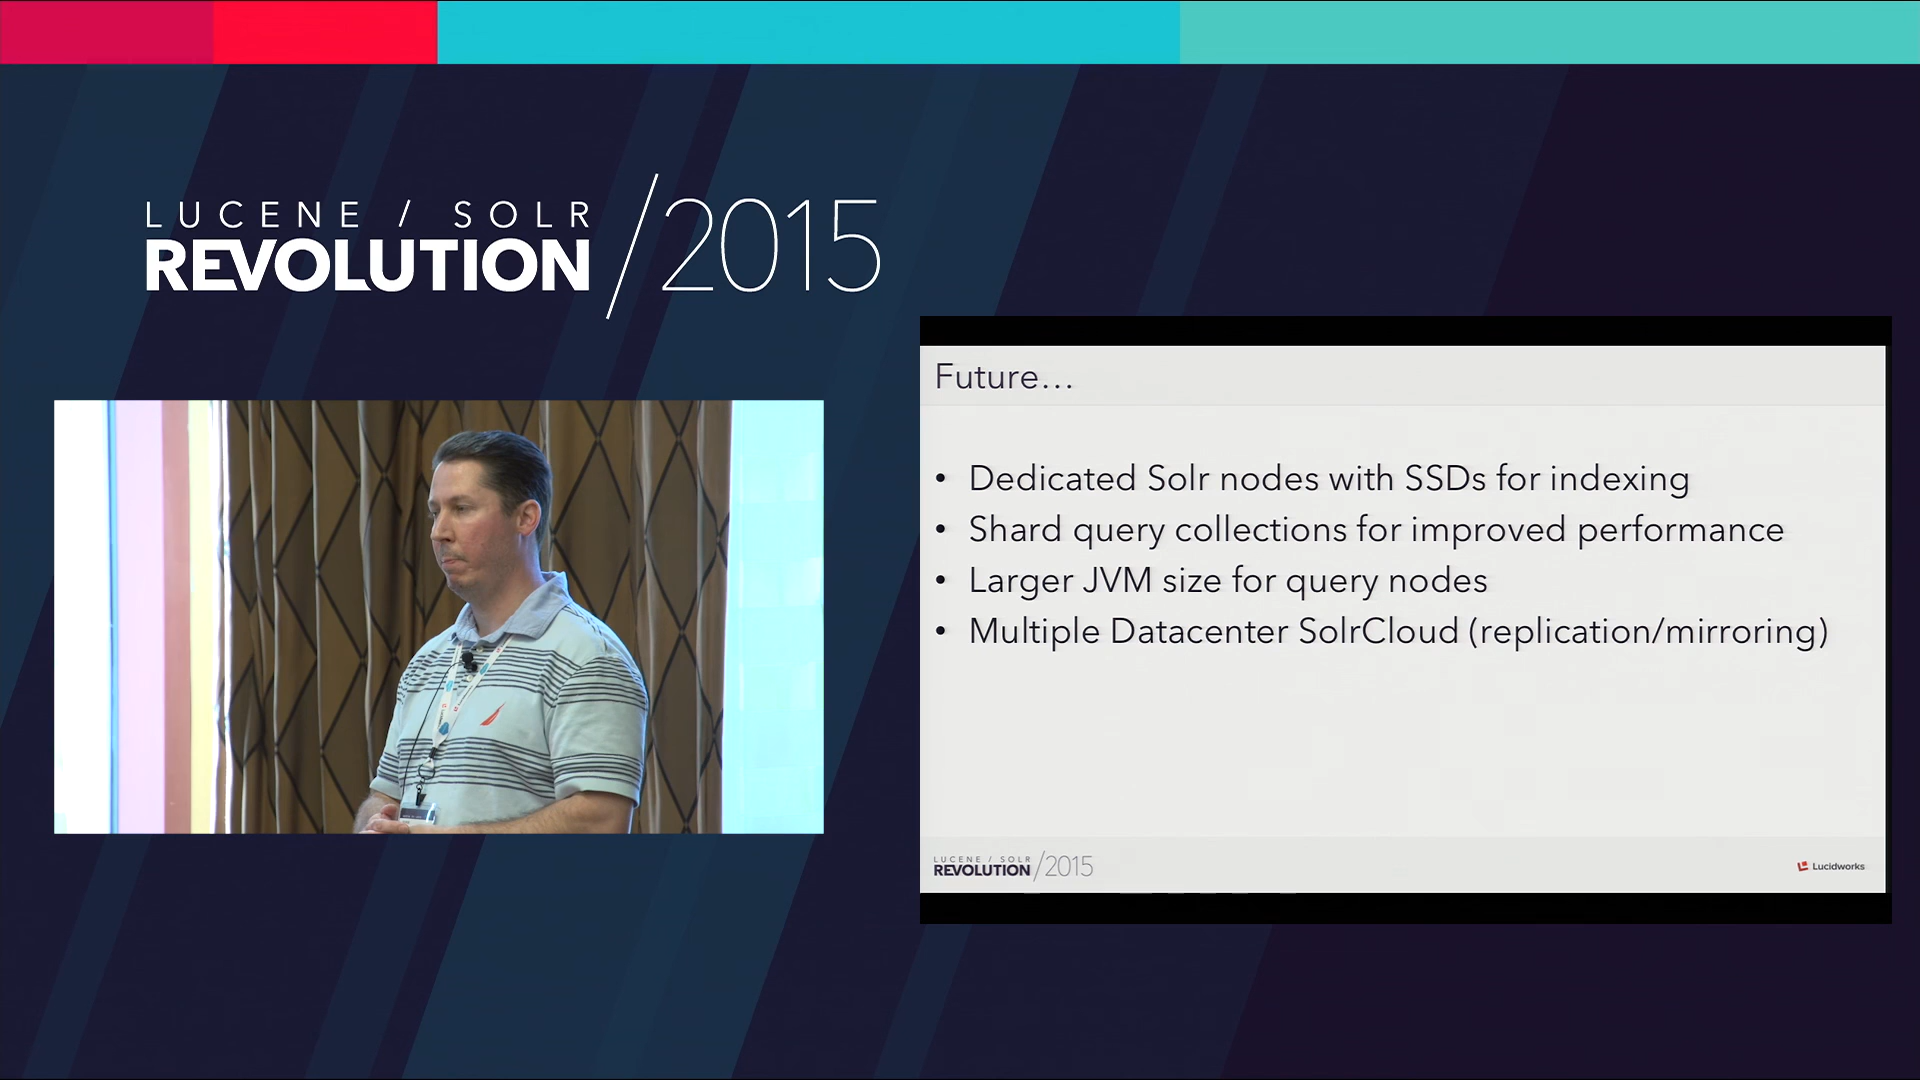 LUCENE / SOLR
REVOLUTION /2015
Future...
• Dedicated Solr nodes with SSDs for indexing
• Shard query collections for improved performance
• Larger JVM size for query nodes
• Multiple Datacenter SolrCloud (replication/mirroring)
LUCENE / SOLR
REVOLUTION /2015
Lucidworks